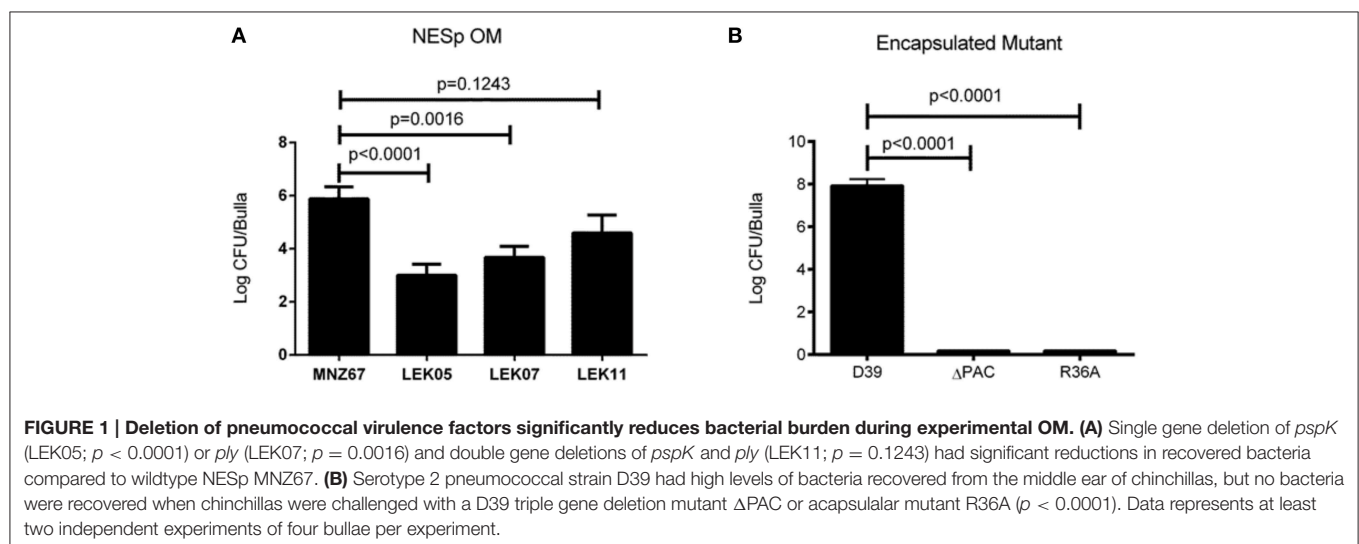 A
NESp OM
p=0.1243
p=0.0016
p<0.0001
8
6
4
2
0
Log CFU/Bulla
MNZ67 LEK05 LEK07 LEK11
B
Encapsulated Mutant
p<0.0001
p<0.0001
10
8
6
4
2
0
Log CFU/Bulla
D39 ΔPAC R36A
FIGURE 1 | Deletion of pneumococcal virulence factors significantly reduces bacterial burden during experimental OM. (A) Single gene deletion of pspK
(LEK05; p < 0.0001) or ply (LEK07; p = 0.0016) and double gene deletions of pspK and ply (LEK11; p = 0.1243) had significant reductions in recovered bacteria
compared to wildtype NESp MNZ67. (B) Serotype 2 pneumococcal strain D39 had high levels of bacteria recovered from the middle ear of chinchillas, but no bacteria
were recovered when chinchillas were challenged with a D39 triple gene deletion mutant ΔPAC or acapsulalar mutant R36A (p < 0.0001). Data represents at least
two independent experiments of four bullae per experiment.